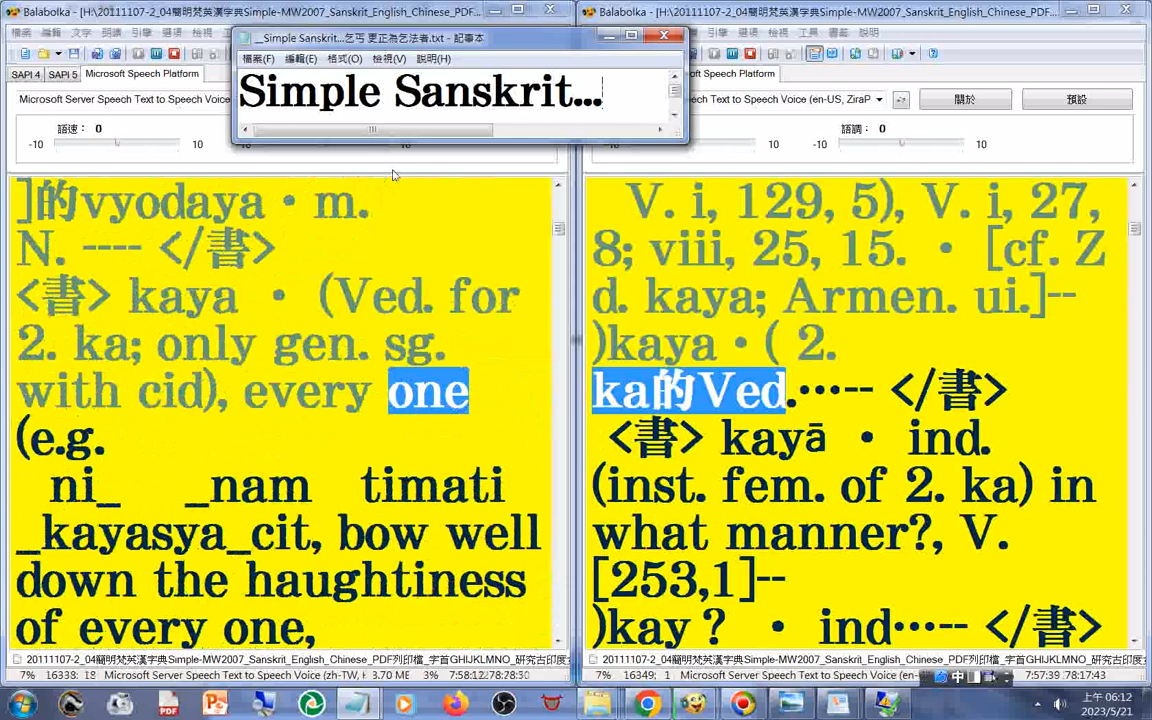 Balabolka - [H:\20111107-2_04簡明梵英漢字典Simple-MW2007_Sanskrit_English_Chinese_PDF...
Balabolka - [H:\20111107-2_04簡明梵英漢字典Simple-MW2007_Sanskrit_English_Chinese_PDF...
__Simple Sanskrit...乞丐 更正為乞法者.txt - 記事本
檔案(F) 編輯(E) 格式(O) 檢視(V) 說明(H)
Simple Sanskrit...
SAPI 4 SAPI 5 Microsoft Speech Platform
Speech Platform
Microsoft Server Speech Text to Speech Voice
Text to Speech Voice (en-US, ZiraP
關於 預設
語速: 0
-10 10
語調: 0
-10 10
]的vyodaya • m.
N. ---- </書>
<書> kaya • (Ved. for
2. ka; only gen. sg.
with cid), every one
(e.g.
ni_ _nam timati
_kayasya_cit, bow well
down the haughtiness
of every one,
V. i, 129, 5), V. i, 27,
8; viii, 25, 15. • [cf. Z
d. kaya; Armen. ui.]--
)kaya • ( 2.
ka的Ved.…-- </書>
<書> kayā • ind.
(inst. fem. of 2. ka) in
what manner?, V.
[253,1]--
)kay？ • ind…-- </書>
20111107-2_04簡明梵英漢字典Simple-MW2007_Sanskrit_English_Chinese_PDF列印檔_字首GHIJKLMNO_研究古印度
20111107-2_04簡明梵英漢字典Simple-MW2007_Sanskrit_English_Chinese_PDF列印檔_字首GHIJKLMNO_研究古印度
7% 16338: Microsoft Server Speech Text to Speech Voice (zh-TW, 3.70 ME 3% 7:58:12
7% 16349: Microsoft Server Speech Text to Speech Voice 7:57:39
中
上午 06:12
2023/5/21